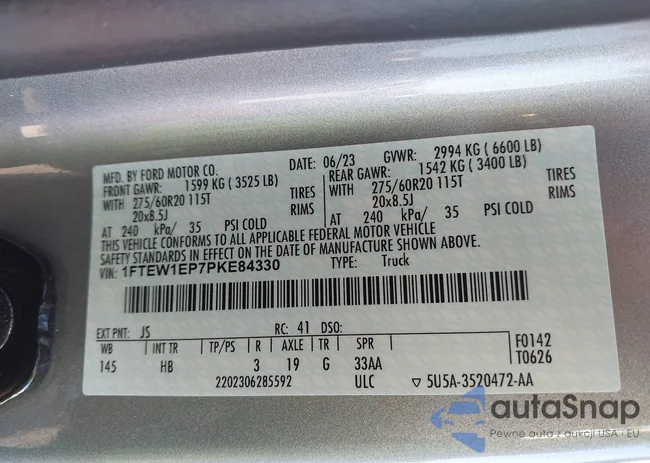 MFD. BY FORD MOTOR CO. DATE: 06/23 GVWR: 2994 KG (6600 LB)
FRONT GAWR: 1599 KG (3525 LB) REAR GAWR: 1542 KG (3400 LB)
WITH 275/60R20 115T TIRES WITH 275/60R20 115T TIRES
20x8.5J RIMS 20x8.5J RIMS
AT 240 kPa/ 35 PSI COLD AT 240 kPa/ 35 PSI COLD
THIS VEHICLE CONFORMS TO ALL APPLICABLE FEDERAL MOTOR VEHICLE
SAFETY STANDARDS IN EFFECT ON THE DATE OF MANUFACTURE SHOWN ABOVE.
VIN: 1FTEW1EP7PKE84330 TYPE: Truck
EXT PNT: JS RC: 41 DSO: F0142
WB INT TR TP/PS R AXLE TR SPR T0626
145 HB 3 19 G 33AA
2202306285592 ULC ▽ 5U5A-3520472-AA
autaSnap
Pewne auta z aukcji USA i EU